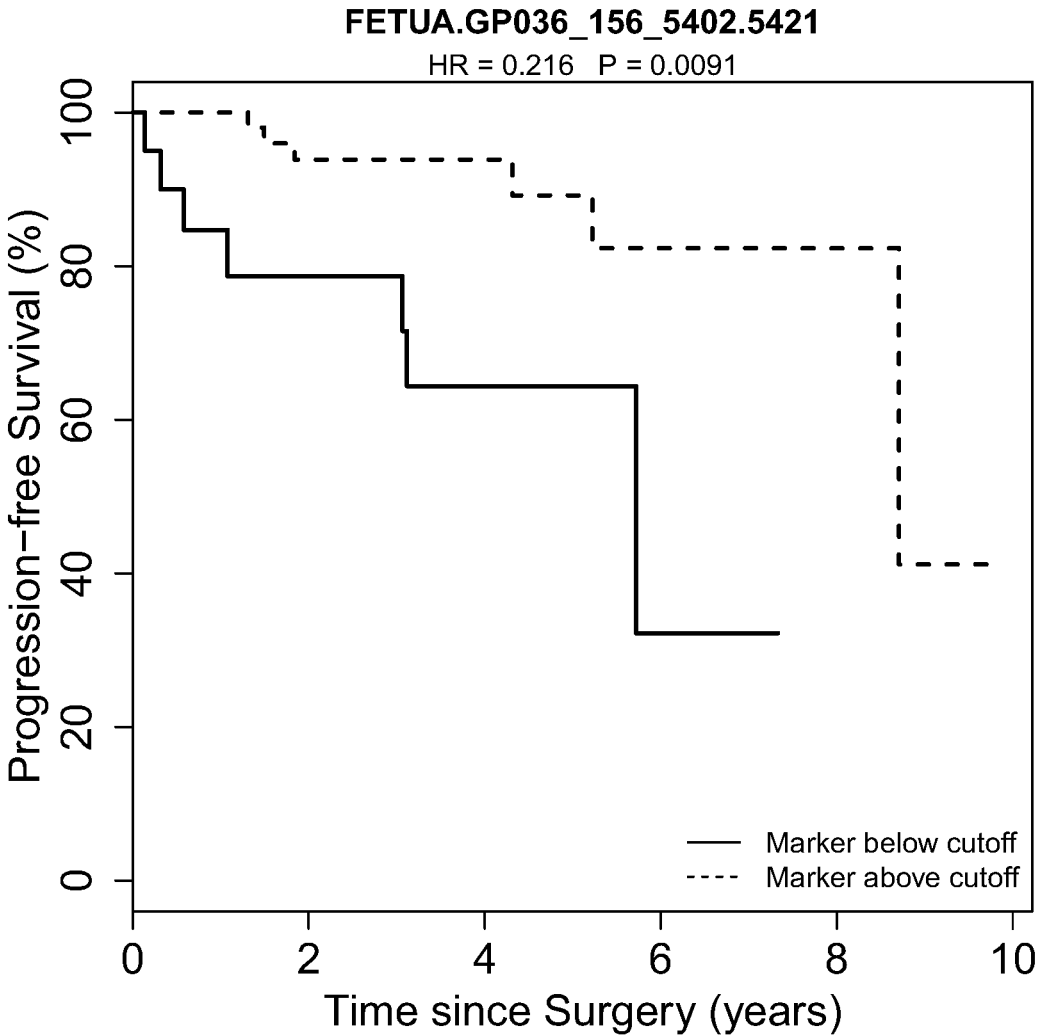 FETUA.GP036_156_5402.5421
HR = 0.216 P = 0.0091
Progression−free Survival (%)
100
80
60
40
20
0
Marker below cutoff
Marker above cutoff
0 2 4 6 8 10
Time since Surgery (years)